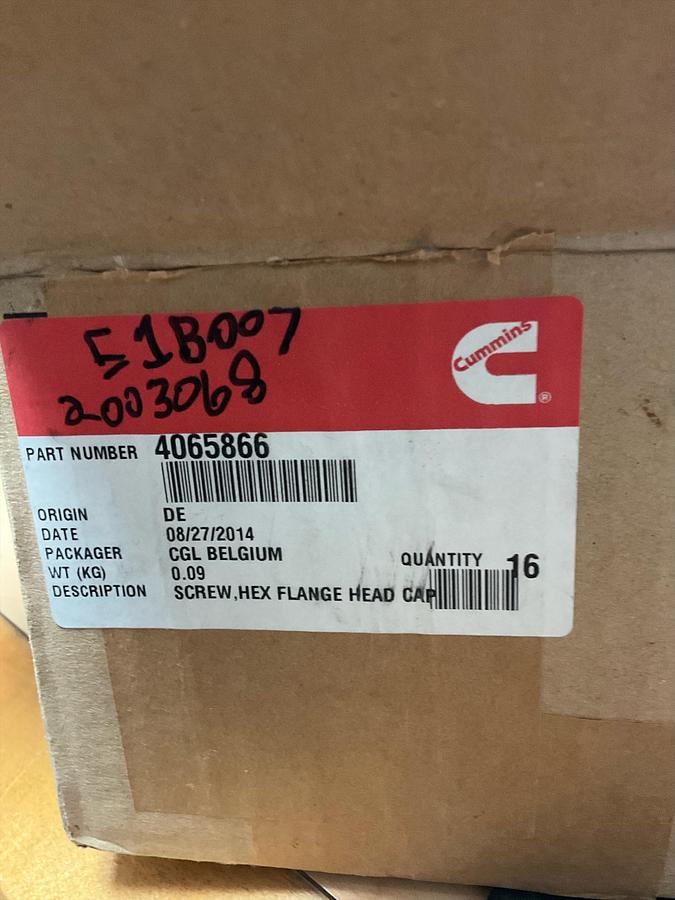 51B007
2003068
Cummins
®
PART NUMBER 4065866
ORIGIN DE
DATE 08/27/2014
PACKAGER CGL BELGIUM
QUANTITY 16
WT (KG) 0.09
DESCRIPTION SCREW,HEX FLANGE HEAD CAP